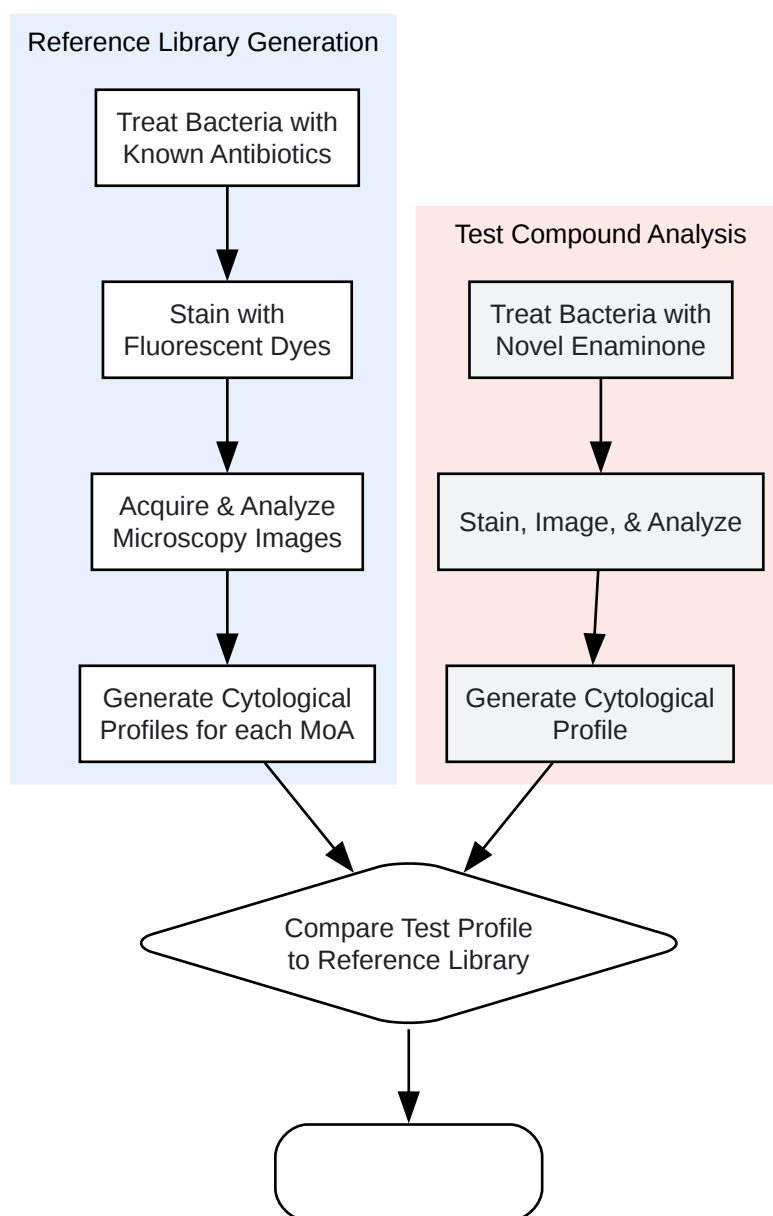 Reference Library Generation
Treat Bacteria with
Known Antibiotics
Stain with
Fluorescent Dyes
Acquire & Analyze
Microscopy Images
Generate Cytological
Profiles for each MoA
Test Compound Analysis
Treat Bacteria with
Novel Enaminone
Stain, Image, & Analyze
Generate Cytological
Profile
Compare Test Profile
to Reference Library